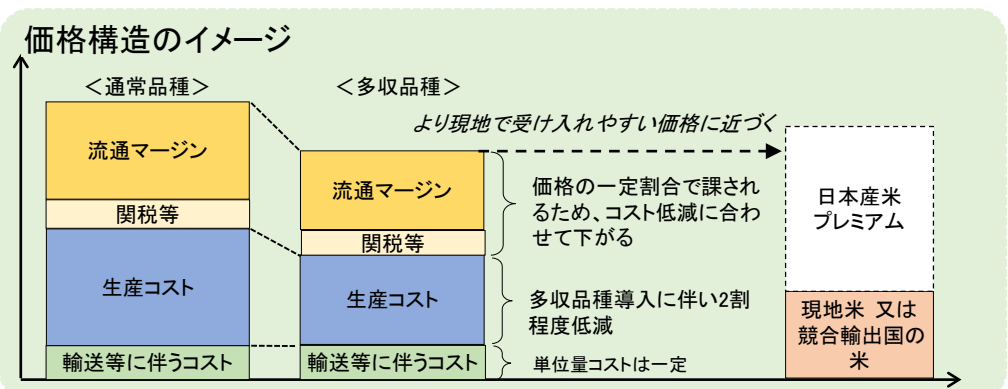 価格構造のイメージ
＜通常品種＞
＜多収品種＞
より現地で受け入れやすい価格に近づく
流通マージン
関税等
生産コスト
輸送等に伴うコスト
流通マージン
関税等
生産コスト
輸送等に伴うコスト
価格の一定割合で課され
るため、コスト低減に合わ
せて下がる
多収品種導入に伴い2割
程度低減
単位量コストは一定
日本産米
プレミアム
現地米 又は
競合輸出国の
米